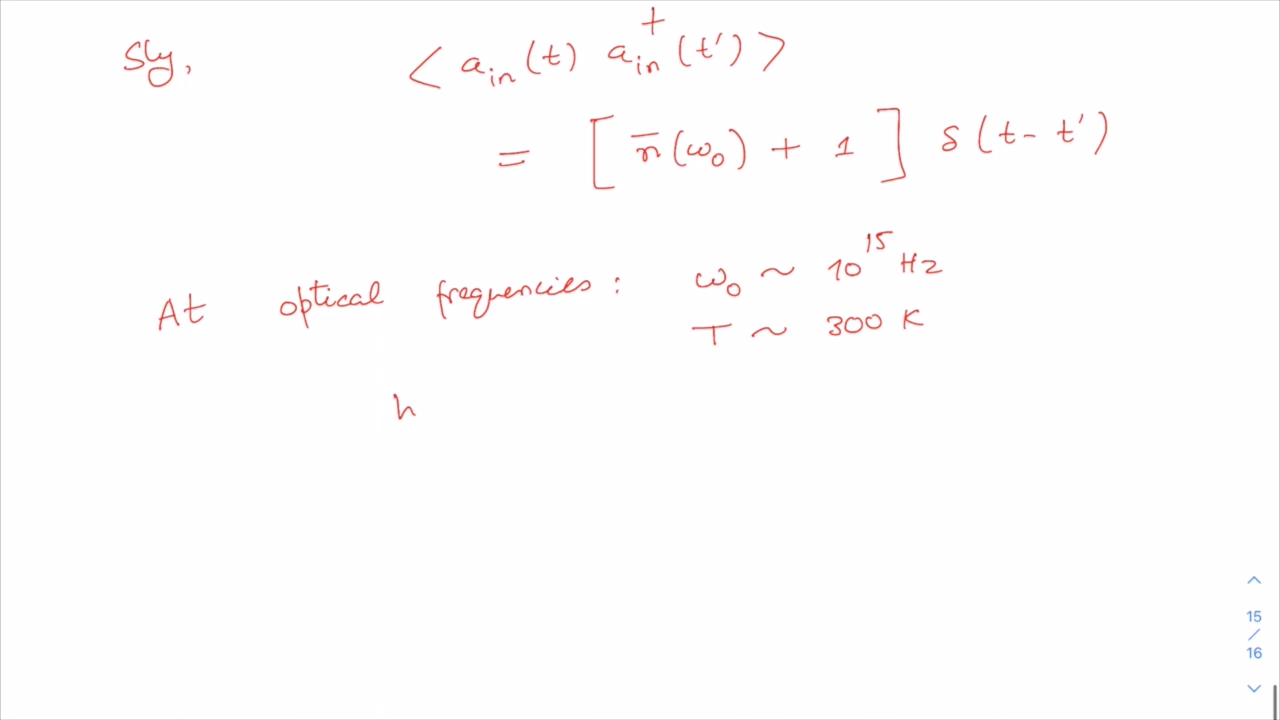 Sly,
< a_in (t) a_in^† (t') >
= [ n̄(ω₀) + 1 ] δ(t - t')
At optical frequencies : ω₀ ~ 10^15 Hz
T ~ 300 K
h
15
/
16